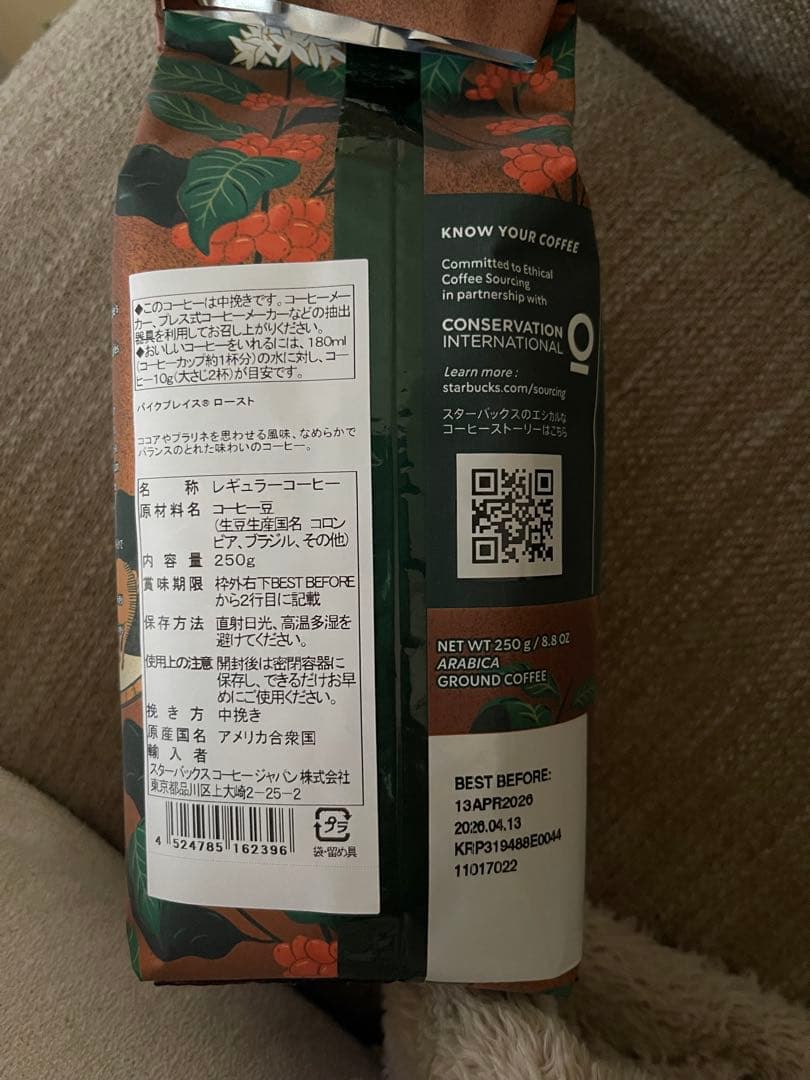 ◆このコーヒーは中挽きです。コーヒーメー
カー、プレス式コーヒーメーカーなどの抽出
器具を利用してお召し上がりください。
◆おいしいコーヒーをいれるには、180ml
(コーヒーカップ約1杯分)の水に対し、コー
ヒー10g(大さじ2杯)が目安です。
パイクプレイス® ロースト
ココアやプラリネを思わせる風味、なめらかで
バランスのとれた味わいのコーヒー。
名 称 レギュラーコーヒー
原材料名 コーヒー豆
(生豆生産国名 コロン
ビア、ブラジル、その他)
内容量 250g
賞味期限 枠外右下BEST BEFORE
から2行目に記載
保存方法 直射日光、高温多湿を
避けてください。
使用上の注意 開封後は密閉容器に
保存し、できるだけお早
めにご使用ください。
挽き方 中挽き
原産国名 アメリカ合衆国
輸入者
スターバックス コーヒー ジャパン 株式会社
東京都品川区上大崎2-25-2
4 524785 162396
プラ
袋・留め具
KNOW YOUR COFFEE
Committed to Ethical
Coffee Sourcing
in partnership with
CONSERVATION
INTERNATIONAL
Learn more:
starbucks.com/sourcing
スターバックスのエシカルな
コーヒーストーリーはこちら
NET WT 250 g / 8.8 OZ
ARABICA
GROUND COFFEE
BEST BEFORE:
13APR2026
2026.04.13
KRP319488E0044
11017022